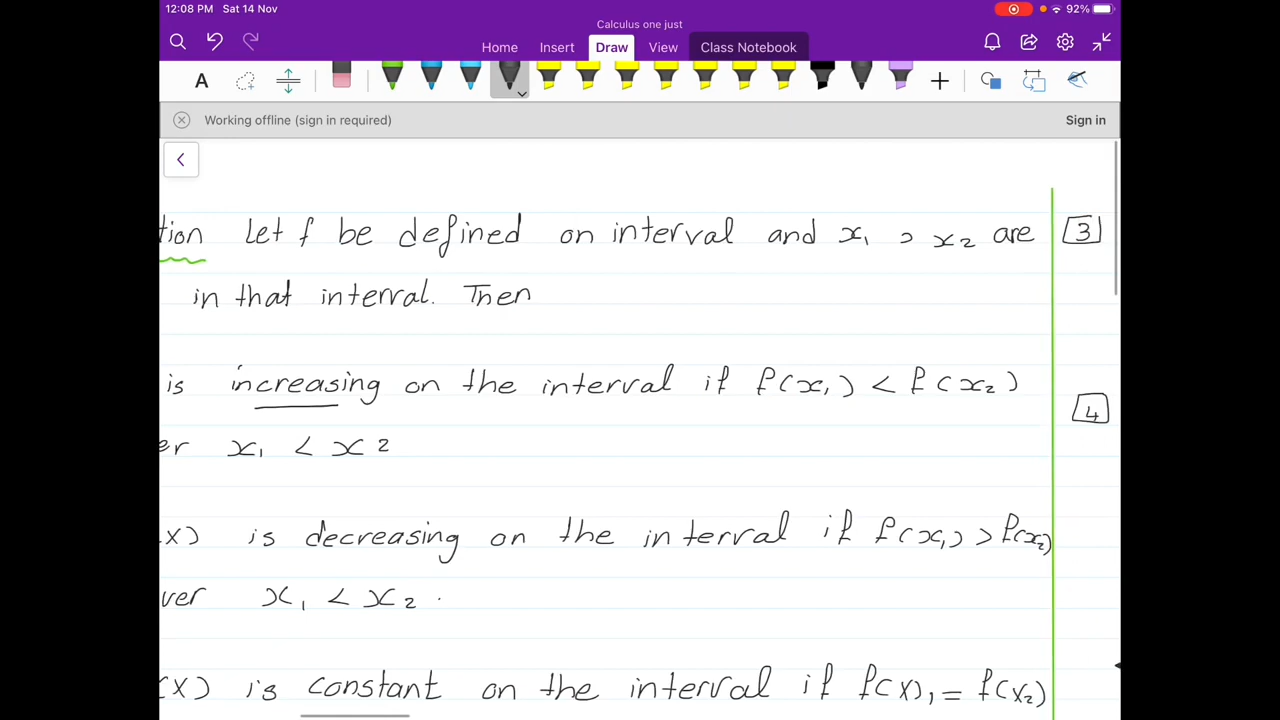 12:08 PM Sat 14 Nov 92%
Calculus one just
Home Insert Draw View Class Notebook
A
Working offline (sign in required) Sign in
tion Let f be defined on interval and x₁ , x₂ are [3]
in that interval. Then
is increasing on the interval if f(x₁) < f(x₂)
[4]
er x₁ < x₂
(x) is decreasing on the interval if f(x₁) > f(x₂)
ver x₁ < x₂ .
(x) is constant on the interval if f(x)₁ = f(x₂)